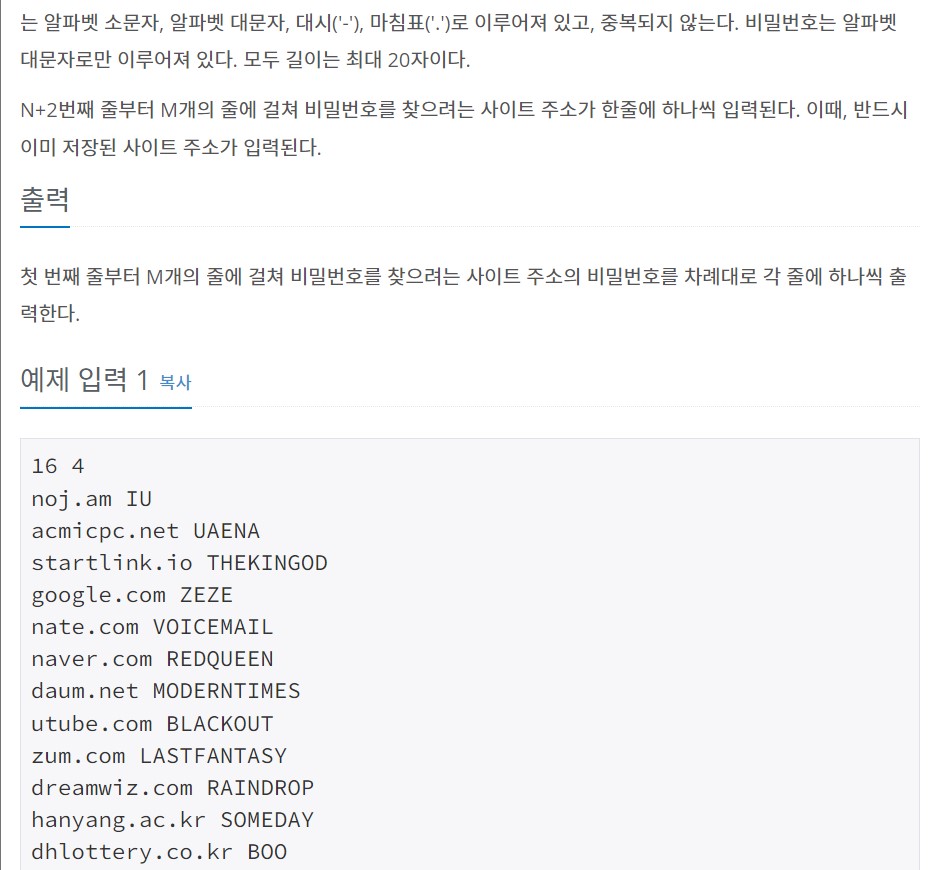 는 알파벳 소문자, 알파벳 대문자, 대시('-'), 마침표('.')로 이루어져 있고, 중복되지 않는다. 비밀번호는 알파벳
대문자로만 이루어져 있다. 모두 길이는 최대 20자이다.
N+2번째 줄부터 M개의 줄에 걸쳐 비밀번호를 찾으려는 사이트 주소가 한줄에 하나씩 입력된다. 이때, 반드시
이미 저장된 사이트 주소가 입력된다.
출력
첫 번째 줄부터 M개의 줄에 걸쳐 비밀번호를 찾으려는 사이트 주소의 비밀번호를 차례대로 각 줄에 하나씩 출
력한다.
예제 입력 1 복사
16 4
noj.am IU
acmicpc.net UAENA
startlink.io THEKINGOD
google.com ZEZE
nate.com VOICEMAIL
naver.com REDQUEEN
daum.net MODERNTIMES
utube.com BLACKOUT
zum.com LASTFANTASY
dreamwiz.com RAINDROP
hanyang.ac.kr SOMEDAY
dhlottery.co.kr BOO